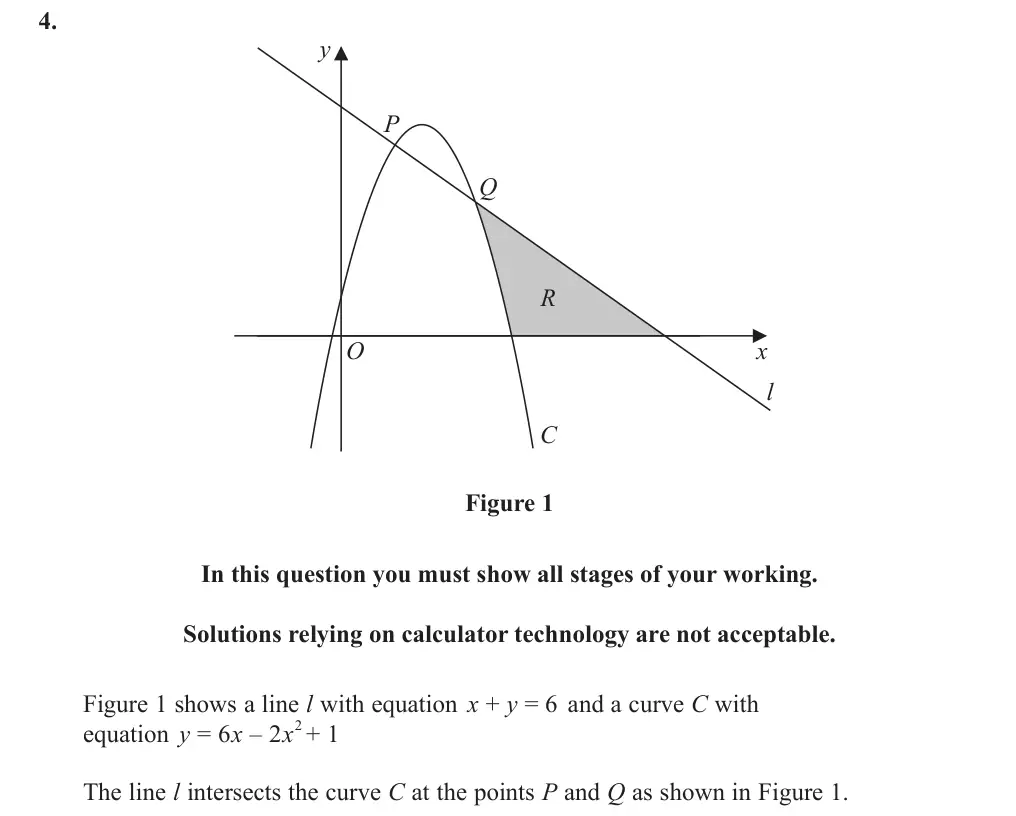 4.
y
P
Q
R
O
x
l
C
Figure 1
In this question you must show all stages of your working.
Solutions relying on calculator technology are not acceptable.
Figure 1 shows a line l with equation x + y = 6 and a curve C with
equation y = 6x – 2x² + 1
The line l intersects the curve C at the points P and Q as shown in Figure 1.